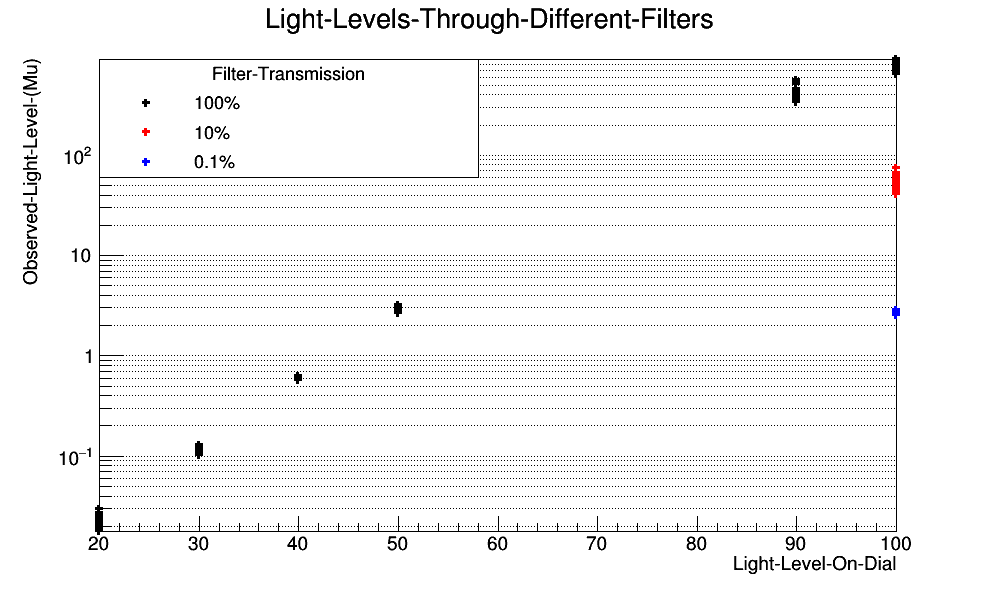 Light-Levels-Through-Different-Filters
Observed-Light-Level-(Mu)
Filter-Transmission
100%
10%
0.1%
10²
10
1
10⁻¹
20 30 40 50 60 70 80 90 100
Light-Level-On-Dial